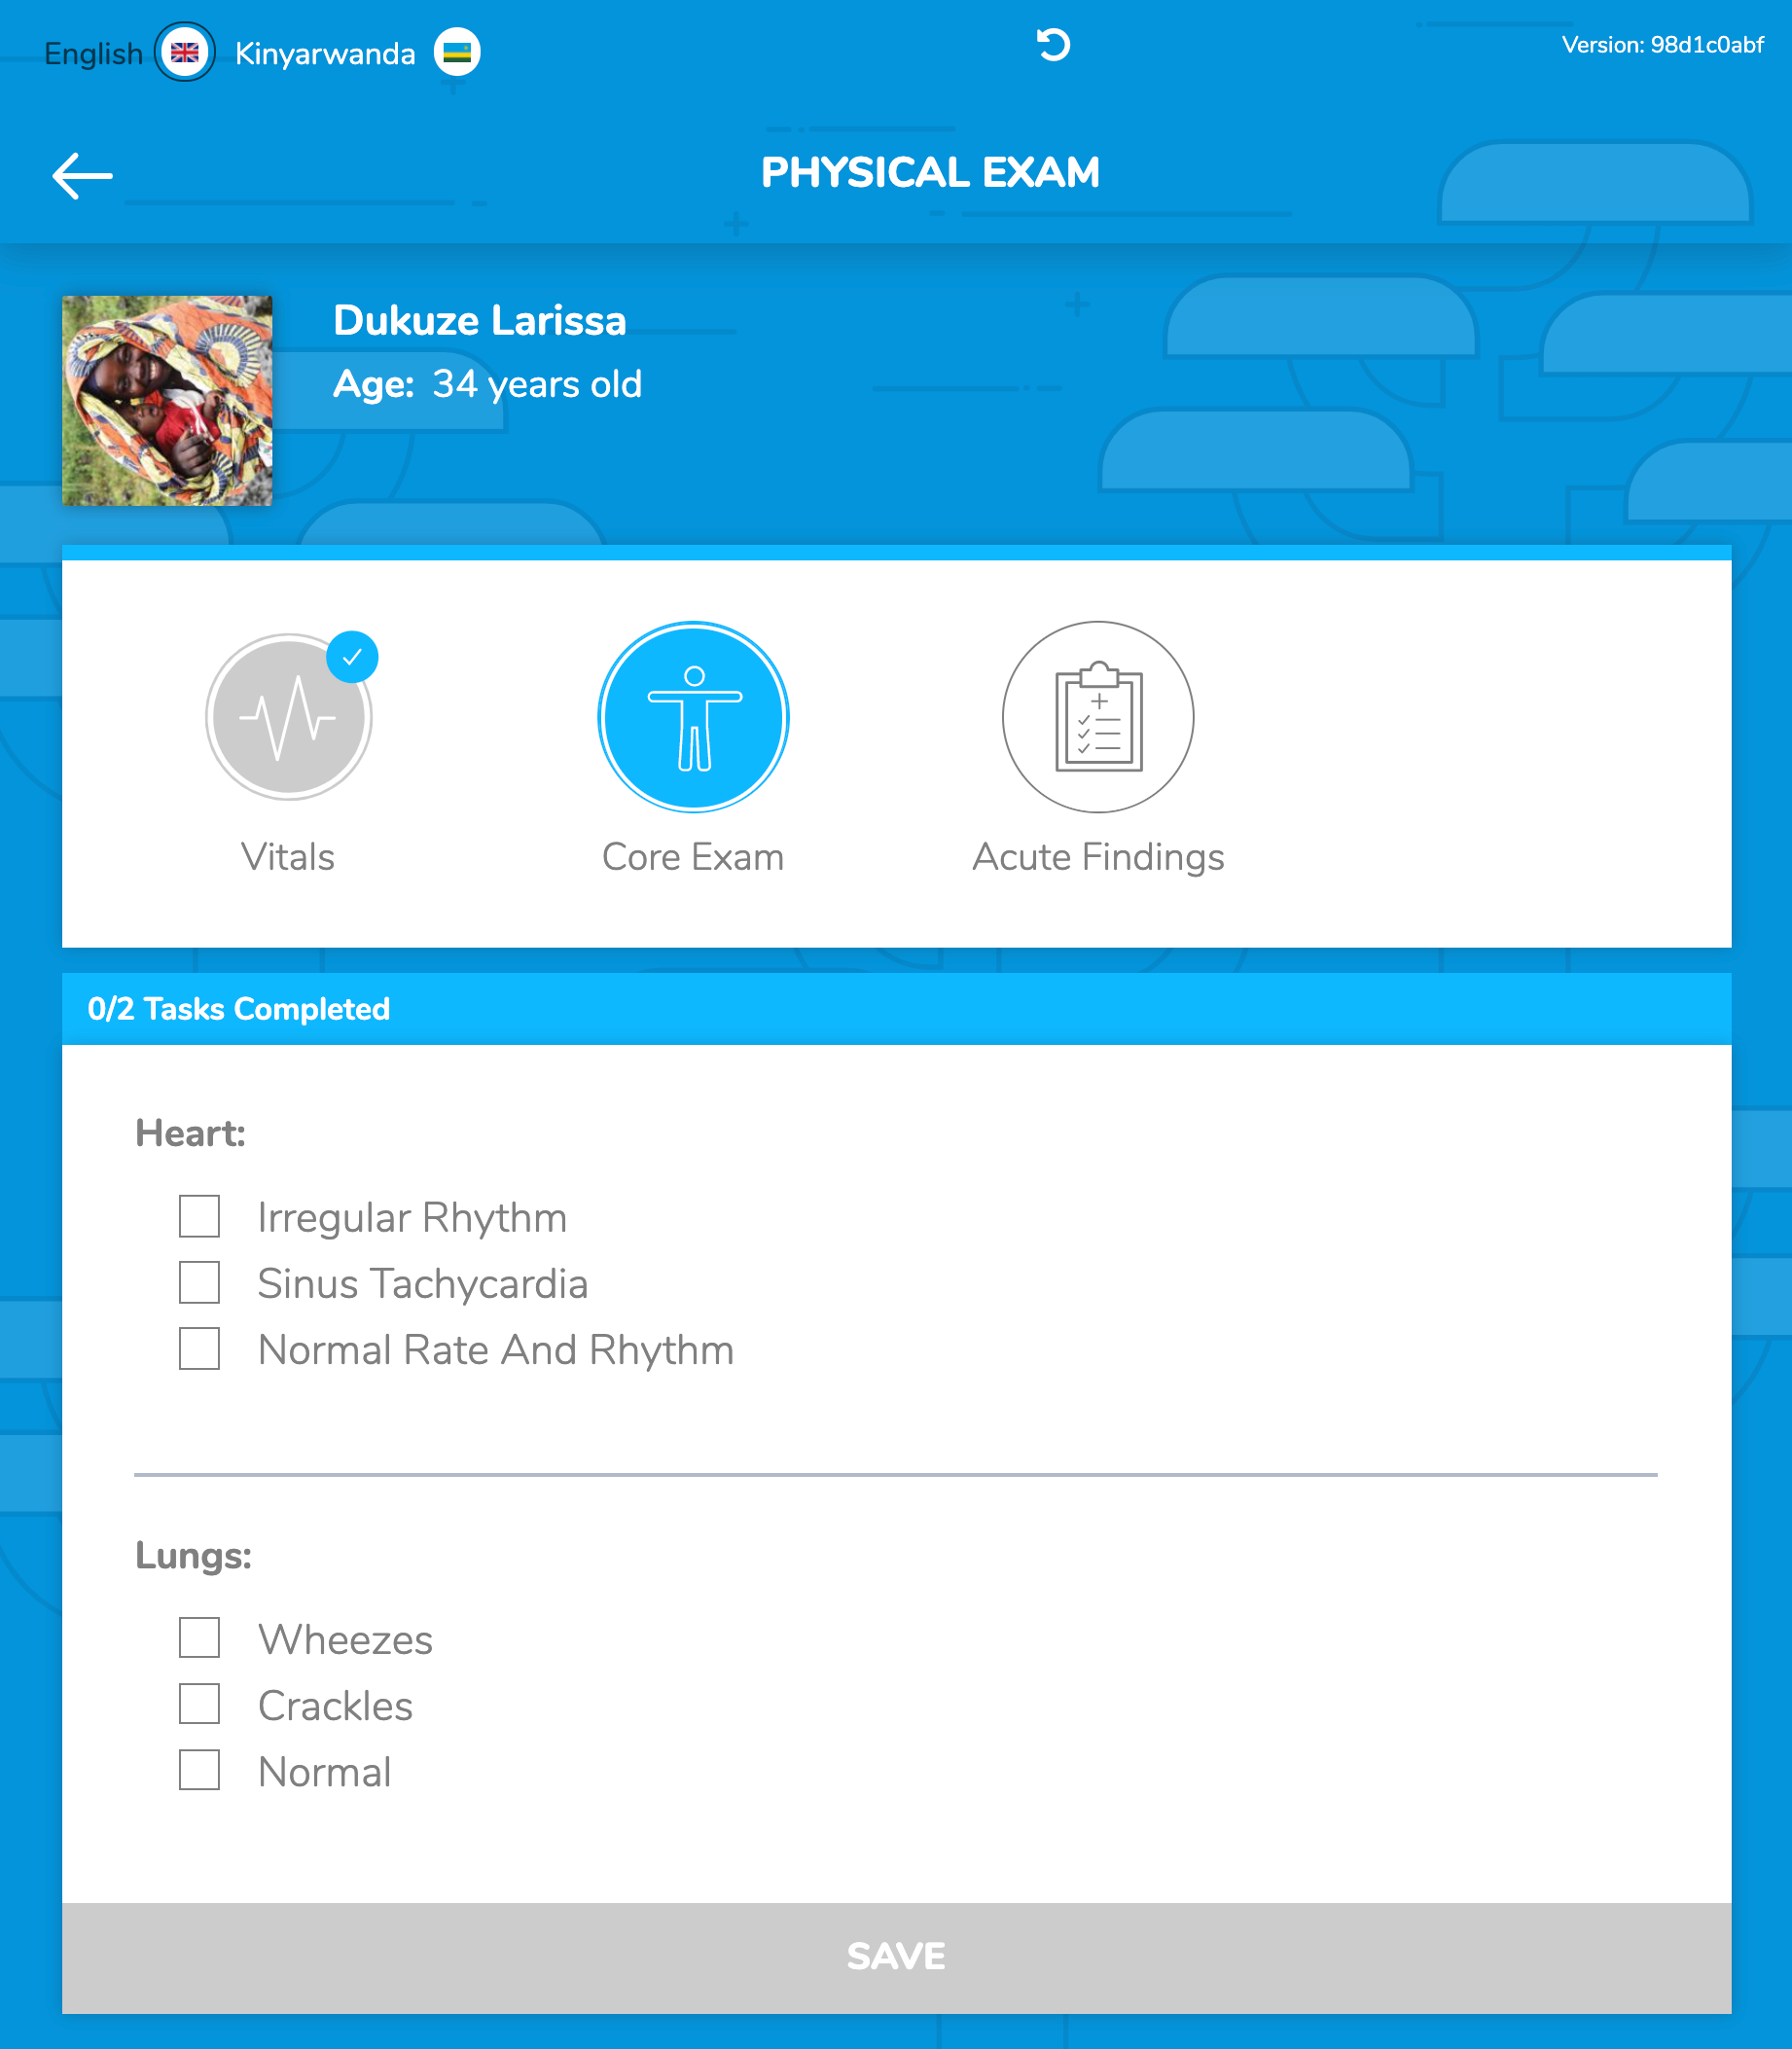 English Kinyarwanda Version: 98d1c0abf
PHYSICAL EXAM
Dukuze Larissa
Age: 34 years old
Vitals Core Exam Acute Findings
0/2 Tasks Completed
Heart:
Irregular Rhythm
Sinus Tachycardia
Normal Rate And Rhythm
Lungs:
Wheezes
Crackles
Normal
SAVE